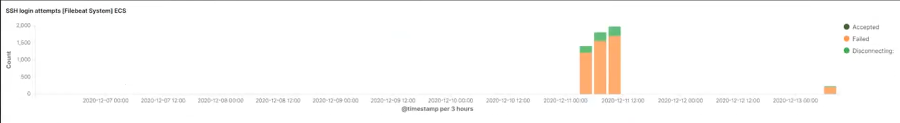 SSH login attempts [Filebeat System] ECS
2,000
1,500
1,000
500
0
Count
2020-12-07 00:00 2020-12-07 12:00 2020-12-08 00:00 2020-12-08 12:00 2020-12-09 00:00 2020-12-09 12:00 2020-12-10 00:00 2020-12-10 12:00 2020-12-11 00:00 2020-12-11 12:00 2020-12-12 00:00 2020-12-12 12:00 2020-12-13 00:00
@timestamp per 3 hours
Accepted
Failed
Disconnecting: